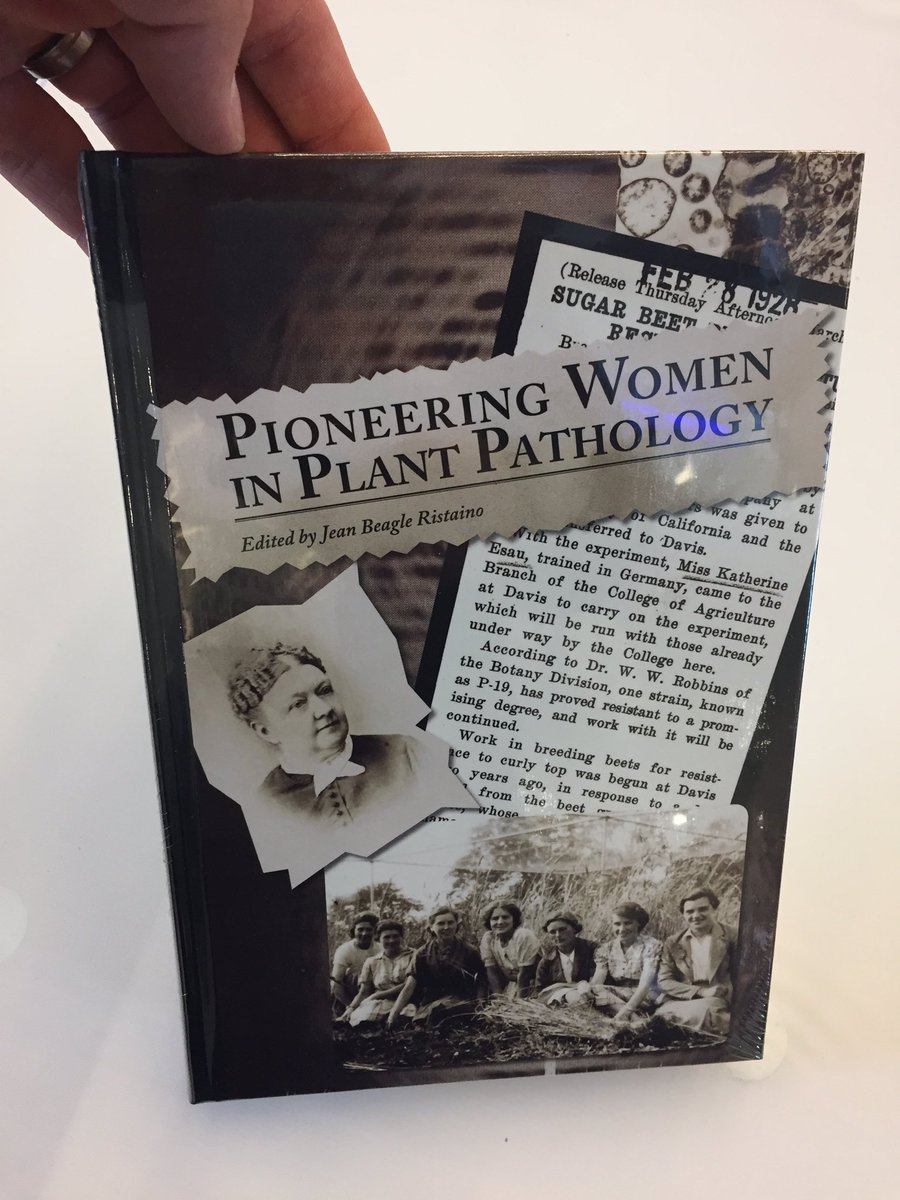 FEB 28 1928
(Release Thursday Afternoon
SUGAR BEET
PIONEERING WOMEN
IN PLANT PATHOLOGY
Edited by Jean Beagle Ristaino
at
was given to
of California and the
to Davis.
With the experiment, Miss Katherine
Esau, trained in Germany, came to the
Branch of the College of Agriculture
at Davis to carry on the experiment,
which will be run with those already
under way by the College here.
According to Dr. W. W. Robbins of
the Botany Division, one strain, known
as P-19, has proved resistant to a prom-
ising degree, and work with it will be
continued.
Work in breeding beets for resist-
to curly top was begun at Davis
years ago, in response to
from the beet
whose